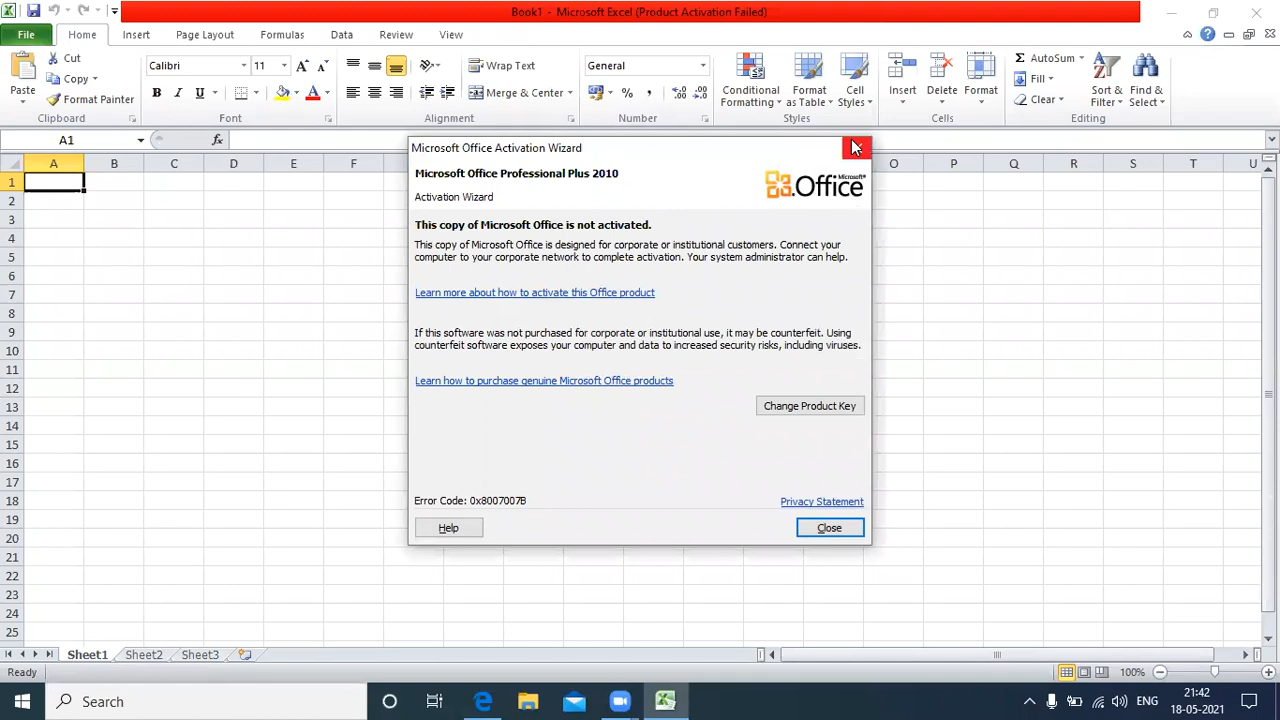 Book1 - Microsoft Excel (Product Activation Failed)
File Home Insert Page Layout Formulas Data Review View
Paste
Cut
Copy
Format Painter
Clipboard
Calibri 11
B I U
Font
Wrap Text
Merge & Center
Alignment
General
% ,
Number
Conditional Formatting
Format as Table
Cell Styles
Styles
Insert
Delete
Format
Cells
AutoSum
Fill
Clear
Sort & Filter
Find & Select
Editing
A1 fx
A B C D E F O P Q R S T U
1
2
3
4
5
6
7
8
9
10
11
12
13
14
15
16
17
18
19
20
21
22
23
24
25
Microsoft Office Activation Wizard
Microsoft Office Professional Plus 2010
Activation Wizard
Microsoft®
Office
This copy of Microsoft Office is not activated.
This copy of Microsoft Office is designed for corporate or institutional customers. Connect your
computer to your corporate network to complete activation. Your system administrator can help.
Learn more about how to activate this Office product
If this software was not purchased for corporate or institutional use, it may be counterfeit. Using
counterfeit software exposes your computer and data to increased security risks, including viruses.
Learn how to purchase genuine Microsoft Office products
Change Product Key
Error Code: 0x8007007B
Privacy Statement
Help
Close
Sheet1 Sheet2 Sheet3
Ready
100%
Search
ENG
21:42
18-05-2021